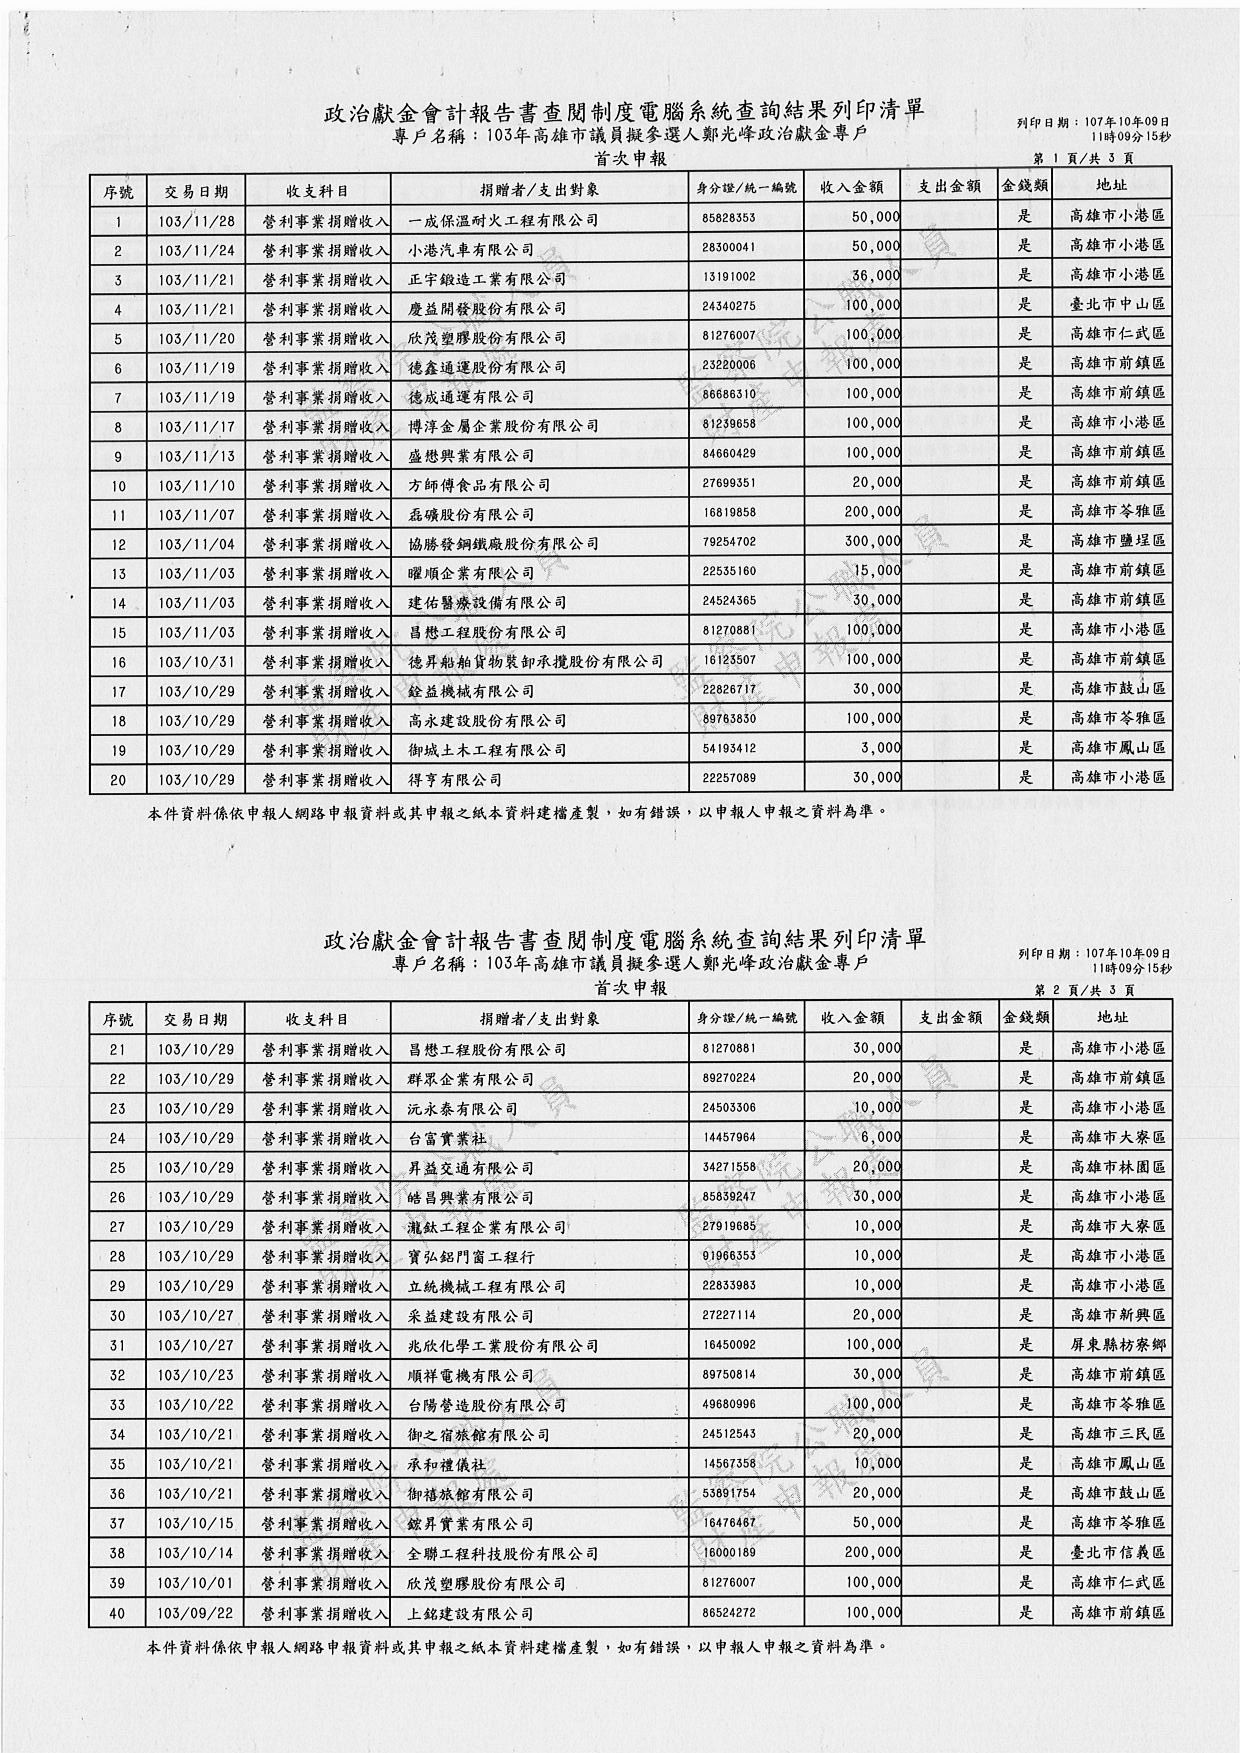 政治獻金會計報告書查閱制度電腦系統查詢結果列印清單
專戶名稱：103年高雄市議員擬參選人鄭光峰政治獻金專戶
列印日期：107年10年09日
11時09分15秒
首次申報
第 1 頁/共 3 頁
序號 交易日期 收支科目 捐贈者/支出對象 身分證/統一編號 收入金額 支出金額 金錢類 地址
1 103/11/28 營利事業捐贈收入 一成保溫耐火工程有限公司 85828353 50,000 是 高雄市小港區
2 103/11/24 營利事業捐贈收入 小港汽車有限公司 28300041 50,000 是 高雄市小港區
3 103/11/21 營利事業捐贈收入 正宇鍛造工業有限公司 13191002 36,000 是 高雄市小港區
4 103/11/21 營利事業捐贈收入 慶益開發股份有限公司 24340275 100,000 是 臺北市中山區
5 103/11/20 營利事業捐贈收入 欣茂塑膠股份有限公司 81276007 100,000 是 高雄市仁武區
6 103/11/19 營利事業捐贈收入 德鑫通運股份有限公司 23220006 100,000 是 高雄市前鎮區
7 103/11/19 營利事業捐贈收入 德成通運有限公司 86686310 100,000 是 高雄市前鎮區
8 103/11/17 營利事業捐贈收入 博淳金屬企業股份有限公司 81239658 100,000 是 高雄市小港區
9 103/11/13 營利事業捐贈收入 盛懋興業有限公司 84660429 100,000 是 高雄市前鎮區
10 103/11/10 營利事業捐贈收入 方師傅食品有限公司 27699351 20,000 是 高雄市前鎮區
11 103/11/07 營利事業捐贈收入 磊礦股份有限公司 16819858 200,000 是 高雄市苓雅區
12 103/11/04 營利事業捐贈收入 協勝發鋼鐵廠股份有限公司 79254702 300,000 是 高雄市鹽埕區
13 103/11/03 營利事業捐贈收入 曜順企業有限公司 22535160 15,000 是 高雄市前鎮區
14 103/11/03 營利事業捐贈收入 建佑醫療設備有限公司 24524365 30,000 是 高雄市前鎮區
15 103/11/03 營利事業捐贈收入 昌懋工程股份有限公司 81270881 100,000 是 高雄市小港區
16 103/10/31 營利事業捐贈收入 德昇船舶貨物裝卸承攬股份有限公司 16123507 100,000 是 高雄市前鎮區
17 103/10/29 營利事業捐贈收入 銓益機械有限公司 22826717 30,000 是 高雄市鼓山區
18 103/10/29 營利事業捐贈收入 高永建設股份有限公司 89763830 100,000 是 高雄市苓雅區
19 103/10/29 營利事業捐贈收入 御城土木工程有限公司 54193412 3,000 是 高雄市鳳山區
20 103/10/29 營利事業捐贈收入 得亨有限公司 22257089 30,000 是 高雄市小港區
本件資料係依申報人網路申報資料或其申報之紙本資料建檔產製，如有錯誤，以申報人申報之資料為準。
監察院公職人員
財產申報處
政治獻金會計報告書查閱制度電腦系統查詢結果列印清單
專戶名稱：103年高雄市議員擬參選人鄭光峰政治獻金專戶
列印日期：107年10年09日
11時09分15秒
首次申報
第 2 頁/共 3 頁
序號 交易日期 收支科目 捐贈者/支出對象 身分證/統一編號 收入金額 支出金額 金錢類 地址
21 103/10/29 營利事業捐贈收入 昌懋工程股份有限公司 81270881 30,000 是 高雄市小港區
22 103/10/29 營利事業捐贈收入 群眾企業有限公司 89270224 20,000 是 高雄市前鎮區
23 103/10/29 營利事業捐贈收入 沅永泰有限公司 24503306 10,000 是 高雄市小港區
24 103/10/29 營利事業捐贈收入 台富實業社 14457964 6,000 是 高雄市大寮區
25 103/10/29 營利事業捐贈收入 昇益交通有限公司 34271558 20,000 是 高雄市林園區
26 103/10/29 營利事業捐贈收入 皓昌興業有限公司 85839247 30,000 是 高雄市小港區
27 103/10/29 營利事業捐贈收入 瀧鈦工程企業有限公司 27919685 10,000 是 高雄市大寮區
28 103/10/29 營利事業捐贈收入 寶弘鋁門窗工程行 91966353 10,000 是 高雄市小港區
29 103/10/29 營利事業捐贈收入 立統機械工程有限公司 22833983 10,000 是 高雄市小港區
30 103/10/27 營利事業捐贈收入 采益建設有限公司 27227114 20,000 是 高雄市新興區
31 103/10/27 營利事業捐贈收入 兆欣化學工業股份有限公司 16450092 100,000 是 屏東縣枋寮鄉
32 103/10/23 營利事業捐贈收入 順祥電機有限公司 89750814 30,000 是 高雄市前鎮區
33 103/10/22 營利事業捐贈收入 台陽營造股份有限公司 49680996 100,000 是 高雄市苓雅區
34 103/10/21 營利事業捐贈收入 御之宿旅館有限公司 24512543 20,000 是 高雄市三民區
35 103/10/21 營利事業捐贈收入 承和禮儀社 14567358 10,000 是 高雄市鳳山區
36 103/10/21 營利事業捐贈收入 御禧旅館有限公司 53891754 20,000 是 高雄市鼓山區
37 103/10/15 營利事業捐贈收入 昇實業有限公司 16476467 50,000 是 高雄市苓雅區
38 103/10/14 營利事業捐贈收入 全聯工程科技股份有限公司 16000189 200,000 是 臺北市信義區
39 103/10/01 營利事業捐贈收入 欣茂塑膠股份有限公司 81276007 100,000 是 高雄市仁武區
40 103/09/22 營利事業捐贈收入 上銘建設有限公司 86524272 100,000 是 高雄市前鎮區
本件資料係依申報人網路申報資料或其申報之紙本資料建檔產製，如有錯誤，以申報人申報之資料為準。
監察院公職人員
財產申報處